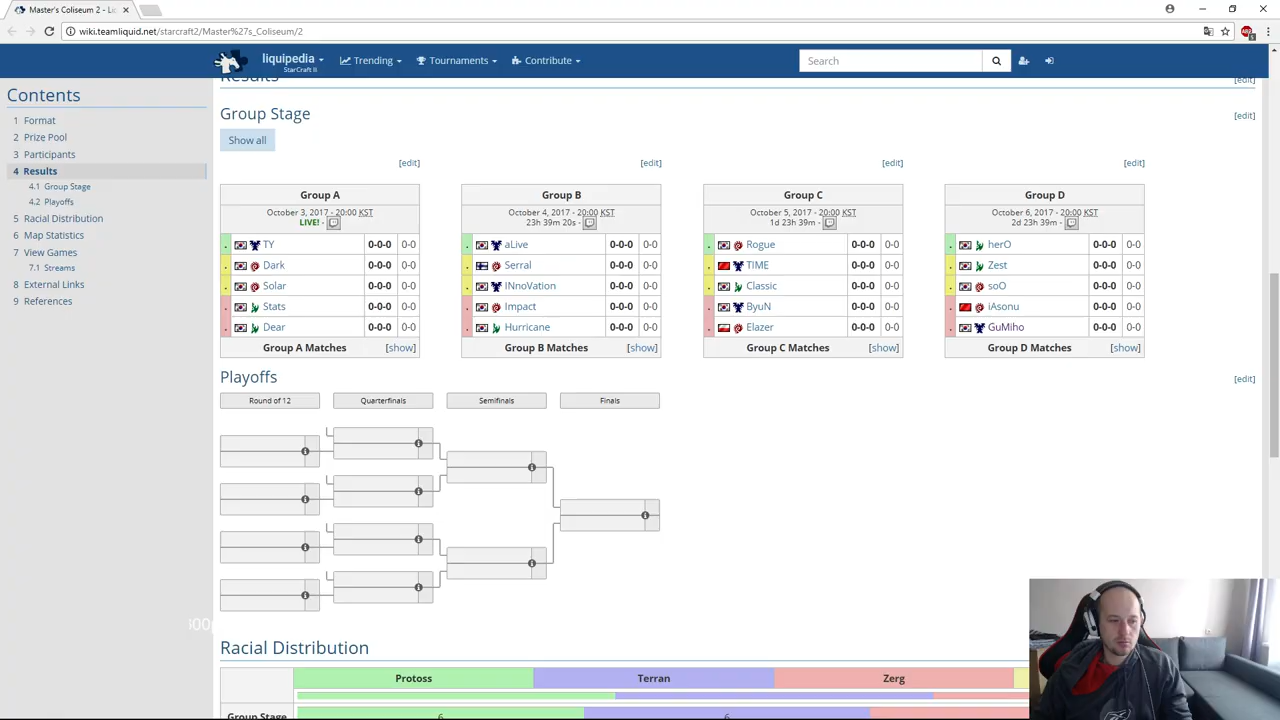 Master's Coliseum 2 - Li
wiki.teamliquid.net/starcraft2/Master%27s_Coliseum/2
liquipedia
StarCraft II
Trending
Tournaments
Contribute
Search
Contents
1 Format
2 Prize Pool
3 Participants
4 Results
4.1 Group Stage
4.2 Playoffs
5 Racial Distribution
6 Map Statistics
7 View Games
7.1 Streams
8 External Links
9 References
Results [edit]
Group Stage [edit]
Show all
[edit] [edit] [edit] [edit]
Group A
October 3, 2017 - 20:00 KST
LIVE! -
TY 0-0-0 0-0
Dark 0-0-0 0-0
Solar 0-0-0 0-0
Stats 0-0-0 0-0
Dear 0-0-0 0-0
Group A Matches [show]
Group B
October 4, 2017 - 20:00 KST
23h 39m 20s -
aLive 0-0-0 0-0
Serral 0-0-0 0-0
INnoVation 0-0-0 0-0
Impact 0-0-0 0-0
Hurricane 0-0-0 0-0
Group B Matches [show]
Group C
October 5, 2017 - 20:00 KST
1d 23h 39m -
Rogue 0-0-0 0-0
TIME 0-0-0 0-0
Classic 0-0-0 0-0
ByuN 0-0-0 0-0
Elazer 0-0-0 0-0
Group C Matches [show]
Group D
October 6, 2017 - 20:00 KST
2d 23h 39m -
herO 0-0-0 0-0
Zest 0-0-0 0-0
soO 0-0-0 0-0
iAsonu 0-0-0 0-0
GuMiho 0-0-0 0-0
Group D Matches [show]
Playoffs [edit]
Round of 12 Quarterfinals Semifinals Finals
Racial Distribution
Protoss Terran Zerg
Group Stage 6 6